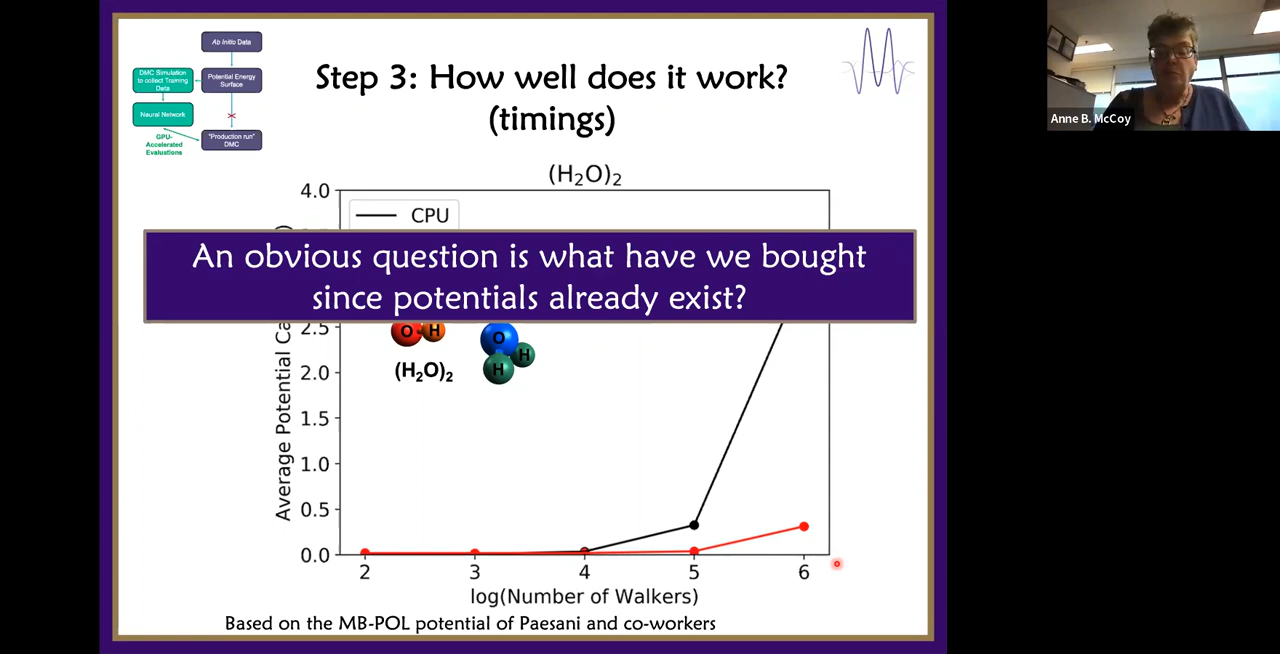 Ab Initio Data
DMC Simulation
to collect Training
Data
Potential Energy
Surface
Neural Network
GPU-
Accelerated
Evaluations
"Production run"
DMC
Step 3: How well does it work?
(timings)
Anne B. McCoy
(H₂O)₂
4.0
CPU
An obvious question is what have we bought
since potentials already exist?
2.5
O H
O
H
H
(H₂O)₂
2.0
1.5
1.0
0.5
0.0
Average Potential
2 3 4 5 6
log(Number of Walkers)
Based on the MB-POL potential of Paesani and co-workers